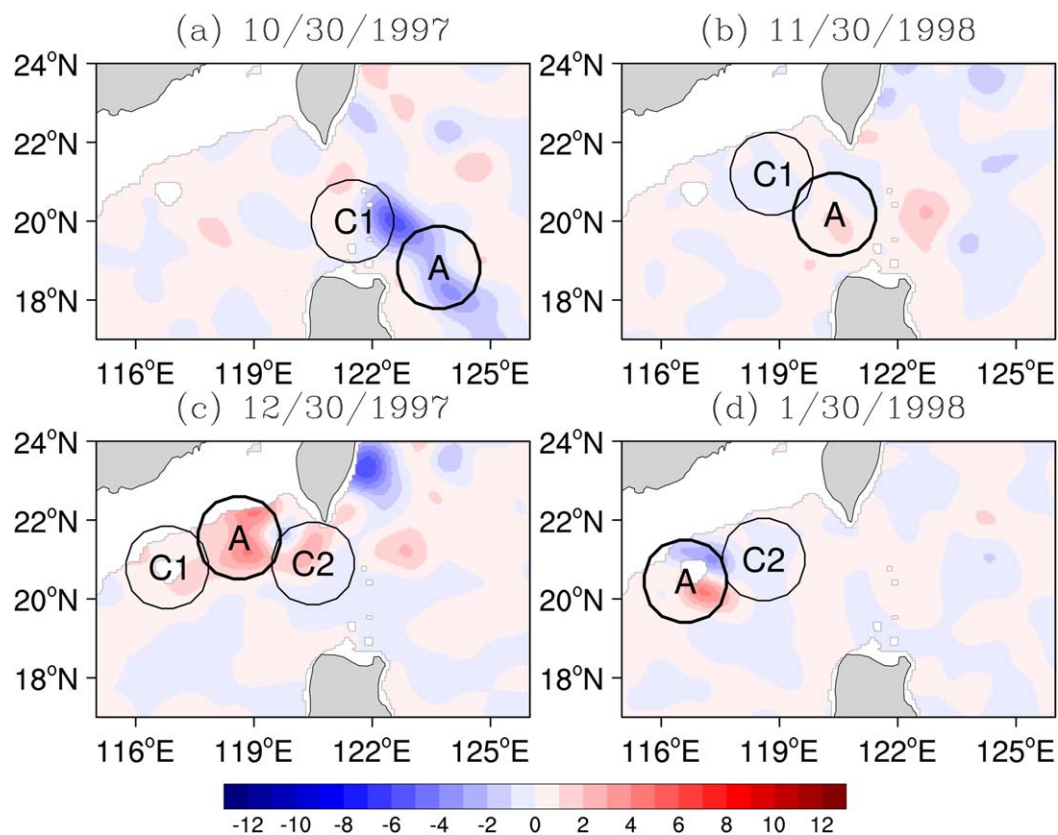 (a) 10/30/1997
(b) 11/30/1998
24°N
22°N
20°N
18°N
C1
A
116°E 119°E 122°E 125°E
24°N
22°N
20°N
18°N
C1
A
116°E 119°E 122°E 125°E
(c) 12/30/1997
(d) 1/30/1998
24°N
22°N
20°N
18°N
C1
A
C2
116°E 119°E 122°E 125°E
24°N
22°N
20°N
18°N
A
C2
116°E 119°E 122°E 125°E
-12 -10 -8 -6 -4 -2 0 2 4 6 8 10 12